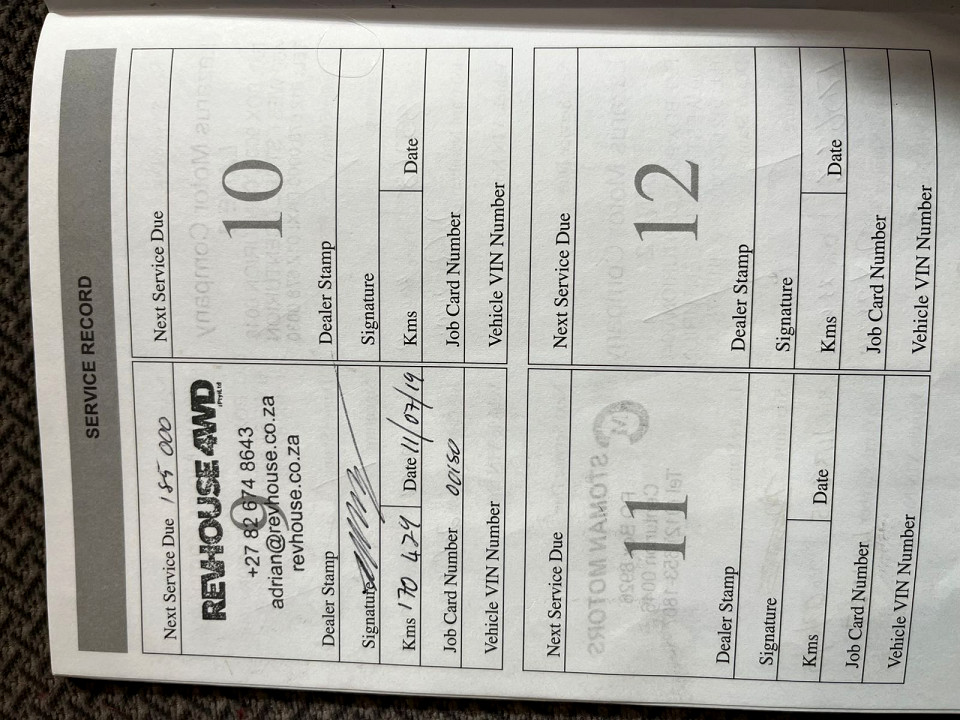 SERVICE RECORD
Next Service Due 185 000
9
REVHOUSE 4WD
+27 82 674 8643
adrian@revhouse.co.za
revhouse.co.za
Dealer Stamp
Signature
Kms 170 429 Date 11/07/19
Job Card Number 00150
Vehicle VIN Number
Next Service Due
10
Dealer Stamp
Signature
Kms Date
Job Card Number
Vehicle VIN Number
Next Service Due
11
Dealer Stamp
Signature
Kms Date
Job Card Number
Vehicle VIN Number
Next Service Due
12
Dealer Stamp
Signature
Kms Date
Job Card Number
Vehicle VIN Number